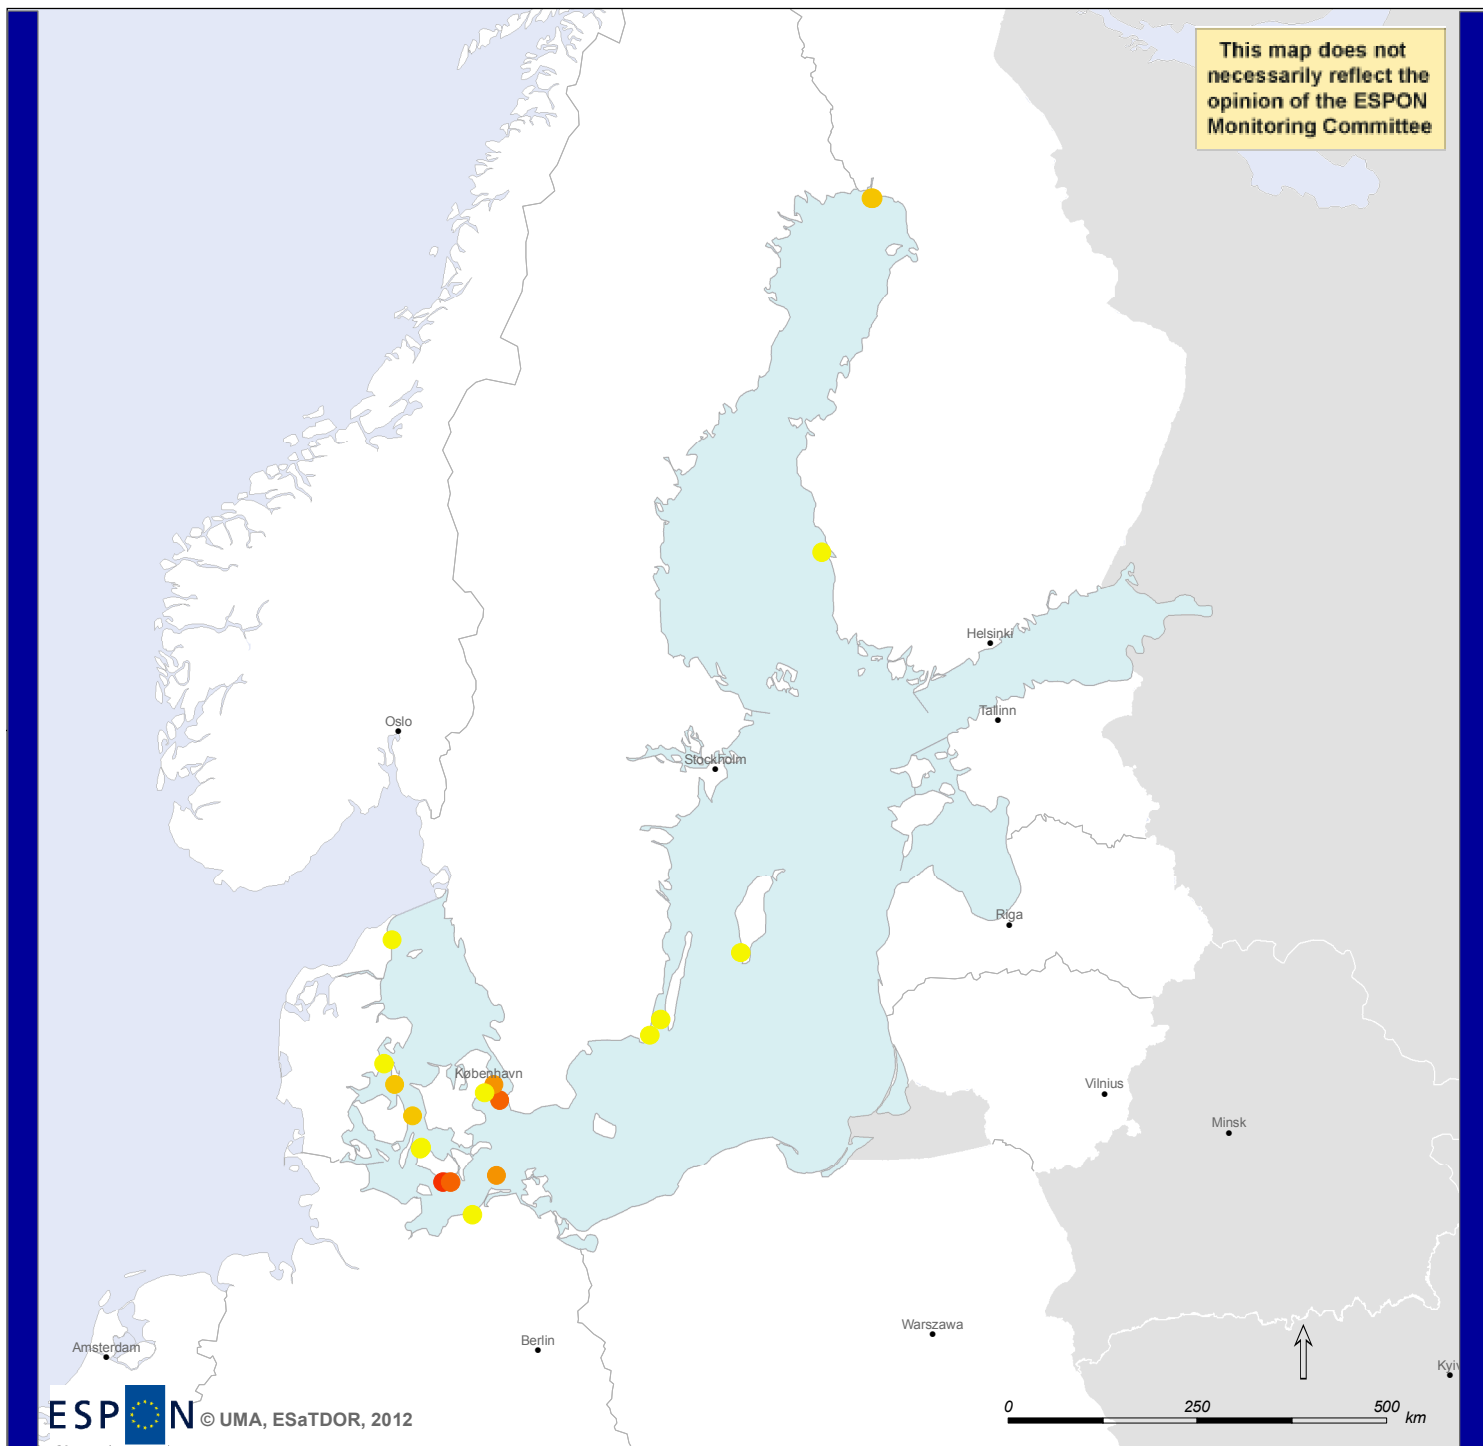 This map does not
necessarily reflect the
opinion of the ESPON
Monitoring Committee
Helsinki
Tallinn
Oslo
Stockholm
Riga
København
Vilnius
Minsk
Warszawa
Berlin
Amsterdam
Kyiv
ESPON © UMA, ESaTDOR, 2012
0 250 500 km